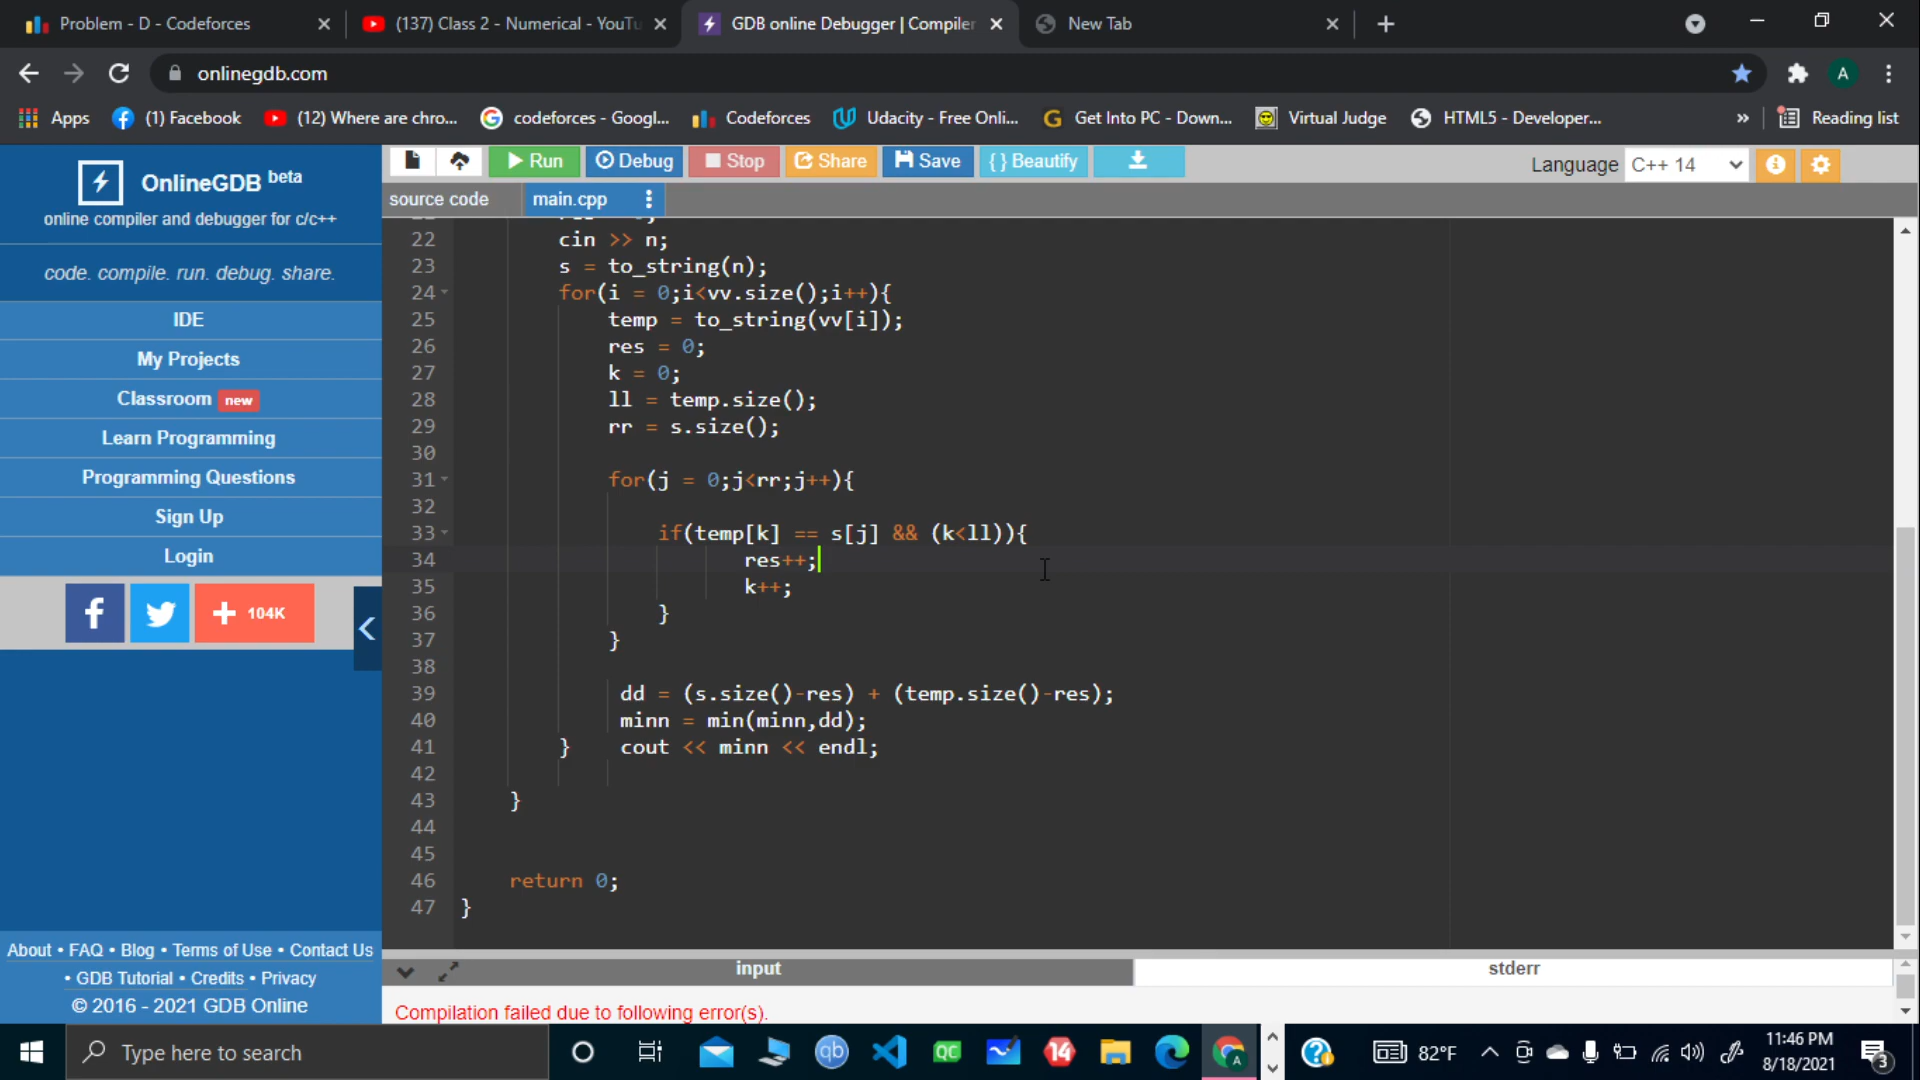 Problem - D - Codeforces
(137) Class 2 - Numerical - YouTu
GDB online Debugger | Compiler
New Tab
onlinegdb.com
A
Apps
(1) Facebook
(12) Where are chro...
codeforces - Googl...
Codeforces
Udacity - Free Onli...
Get Into PC - Down...
Virtual Judge
HTML5 - Developer...
»
Reading list
OnlineGDB beta
online compiler and debugger for c/c++
code. compile. run. debug. share.
IDE
My Projects
Classroom new
Learn Programming
Programming Questions
Sign Up
Login
f
+ 104K
About • FAQ • Blog • Terms of Use • Contact Us
• GDB Tutorial • Credits • Privacy
© 2016 - 2021 GDB Online
Run
Debug
Stop
Share
Save
{ } Beautify
Language C++ 14
source code
main.cpp
22 cin >> n;
23 s = to_string(n);
24 for(i = 0;i<vv.size();i++){
25 temp = to_string(vv[i]);
26 res = 0;
27 k = 0;
28 ll = temp.size();
29 rr = s.size();
30
31 for(j = 0;j<rr;j++){
32
33 if(temp[k] == s[j] && (k<ll)){
34 res++;
35 k++;
36 }
37 }
38
39 dd = (s.size()-res) + (temp.size()-res);
40 minn = min(minn,dd);
41 } cout << minn << endl;
42
43 }
44
45
46 return 0;
47 }
input
stderr
Compilation failed due to following error(s).
Type here to search
qb
QC
14
A
82°F
11:46 PM
8/18/2021
3